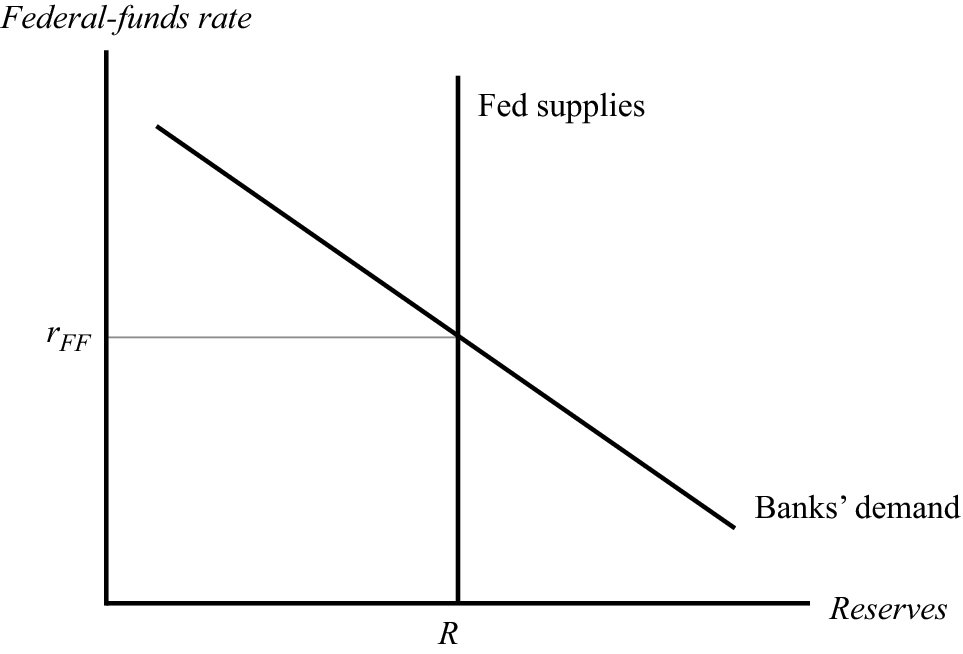 Federal-funds rate
Fed supplies
r_FF
Banks’ demand
Reserves
R